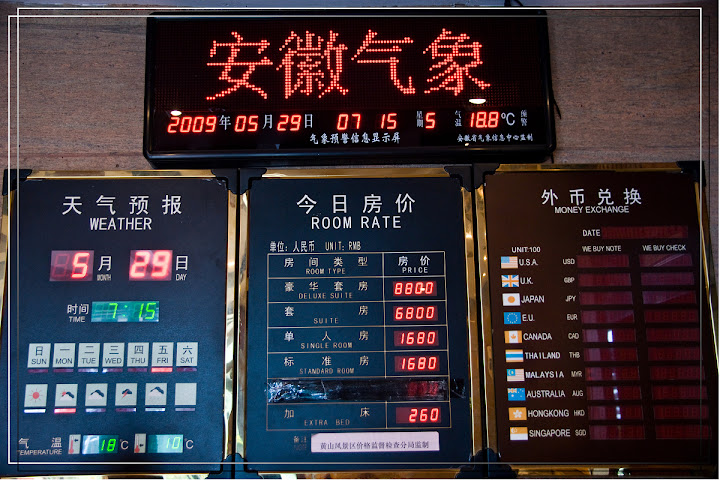 安徽气象
2009年05月29日 07 15 星期5 气温18.8℃ 预警
气象预警信息显示屏 安徽省气象信息中心监制
天气预报
WEATHER
5月 29日
MONTH DAY
时间 7:15
TIME
日 一 二 三 四 五 六
SUN MON TUE WED THU FRI SAT
气温 18℃ 10℃
TEMPERATURE
今日房价
ROOM RATE
单位:人民币 UNIT: RMB
房间类型 房价
ROOM TYPE PRICE
豪华套房 8800
DELUXE SUITE
套房 6800
SUITE
单人房 1680
SINGLE ROOM
标准房 1680
STANDARD ROOM
加床 260
EXTRA BED
黄山风景区价格监督检查分局监制
外币兑换
MONEY EXCHANGE
DATE
UNIT:100 WE BUY NOTE WE BUY CHECK
U.S.A. USD
U.K. GBP
JAPAN JPY
E.U. EUR
CANADA CAD
THAILAND THB
MALAYSIA MYR
AUSTRALIA AUG
HONGKONG HKD
SINGAPORE SGD